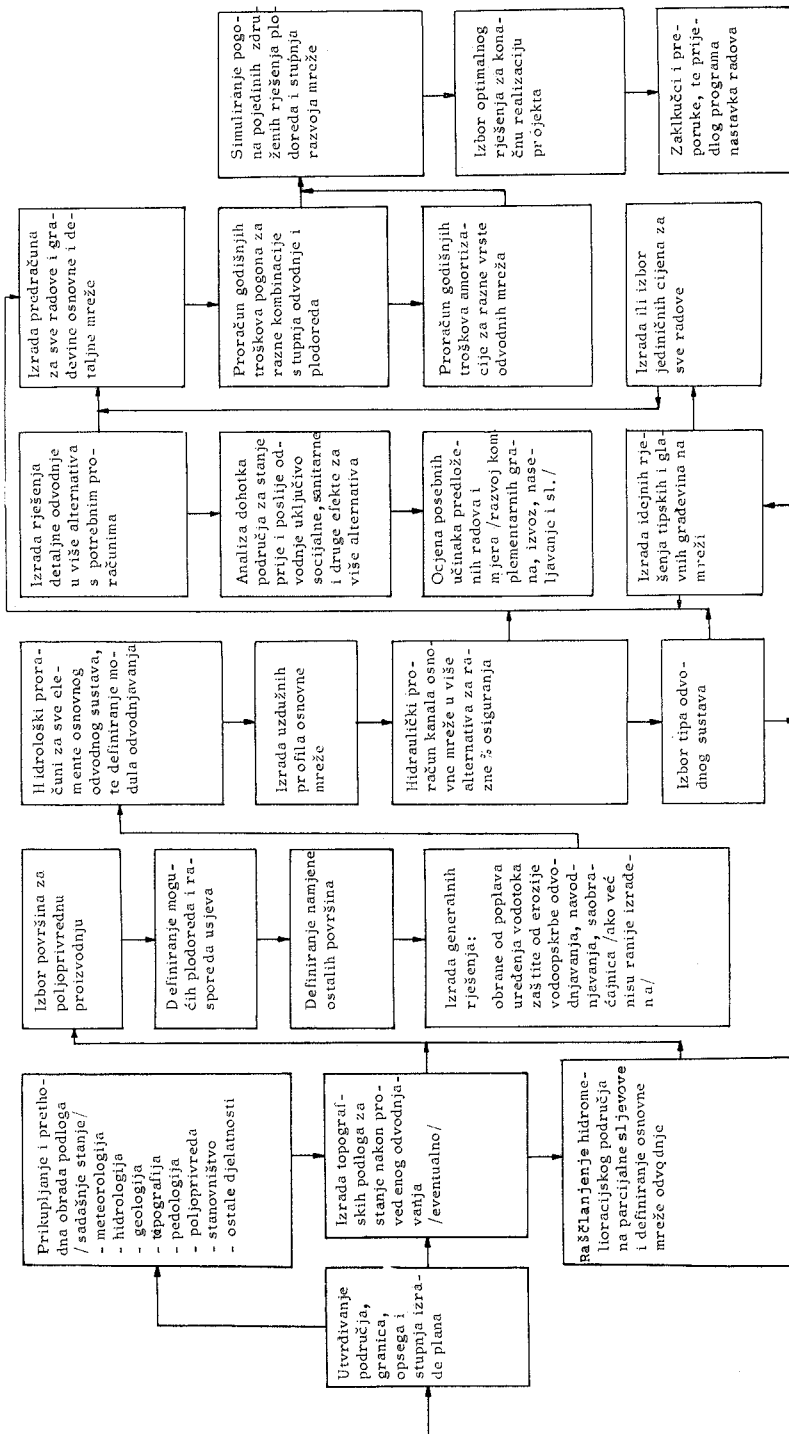 Utvrđivanje
područja,
granica,
opsega i
stupnja izra-
de plana
Prikupljanje i pretho-
dna obrada podloga
/ sadašnje stanje/
- meteorologija
- hidrologija
- geologija
- topografija
- pedologija
- poljoprivreda
- stanovništvo
- ostale djelatnosti
Izrada topograf-
skih podloga za
stanje nakon pro-
vedenog odvodnja-
vanja
/eventualno/
Raščlanjenje hidrome-
lioracijskog područja
na parcijalne sljevove
i definiranje osnovne
mreže odvodnje
Izbor površina za
poljoprivrednu
proizvodnju
Definiranje mogu-
ćih plodoreda i ra-
sporeda usjeva
Definiranje namjene
ostalih površina
Izrada generalnih
rješenja:
obrane od poplava
uređenja vodotoka
zaštite od erozije
vodoopskrbe odvo-
dnjavanja, navod-
njavanja, saobra-
ćajnica /ako već
nisu ranije izrađe-
na/
Hidrološki prora-
čuni za sve ele-
mente osnovnog
odvodnog sustava,
te definiranje mo-
dula odvodnjavanja
Izrada uzdužnih
profila osnovne
mreže
Hidraulički pro-
račun kanala osno-
vne mreže u više
alternativa za ra-
zne % osiguranja
Izbor tipa odvo-
dnog sustava
Izrada rješenja
detaljne odvodnje
u više alternativa
s potrebnim pro-
računima
Analiza dohotka
područja za stanje
prije i poslije od-
vodnje uključivo
socijalne, sanitarne
i druge efekte za
više alternativa
Ocjena posebnih
učinaka predlože-
nih radova i
mjera /razvoj kom
plementarnih gra-
na, izvoz, nase-
ljavanje i sl./
Izrada idejnih rje-
šenja tipskih i gla-
vnih građevina na
mreži
Izrada predračuna
za sve radove i gra-
đevine osnovne i de-
taljne mreže
Proračun godišnjih
troškova pogona za
razne kombinacije
stupnja odvodnje i
plodoreda
Proračun godišnjih
troškova amortiza-
cije za razne vrste
odvodnih mreža
Izrada ili izbor
jediničnih cijena za
sve radove
Simuliranje pogo-
na pojedinih zdru-
ženih rješenja plo-
doreda i stupnja
razvoja mreže
Izbor optimalnog
rješenja za kona-
čnu realizaciju
projekta
Zaklkučci i pre-
poruke, te prije-
dlog programa
nastavka radova